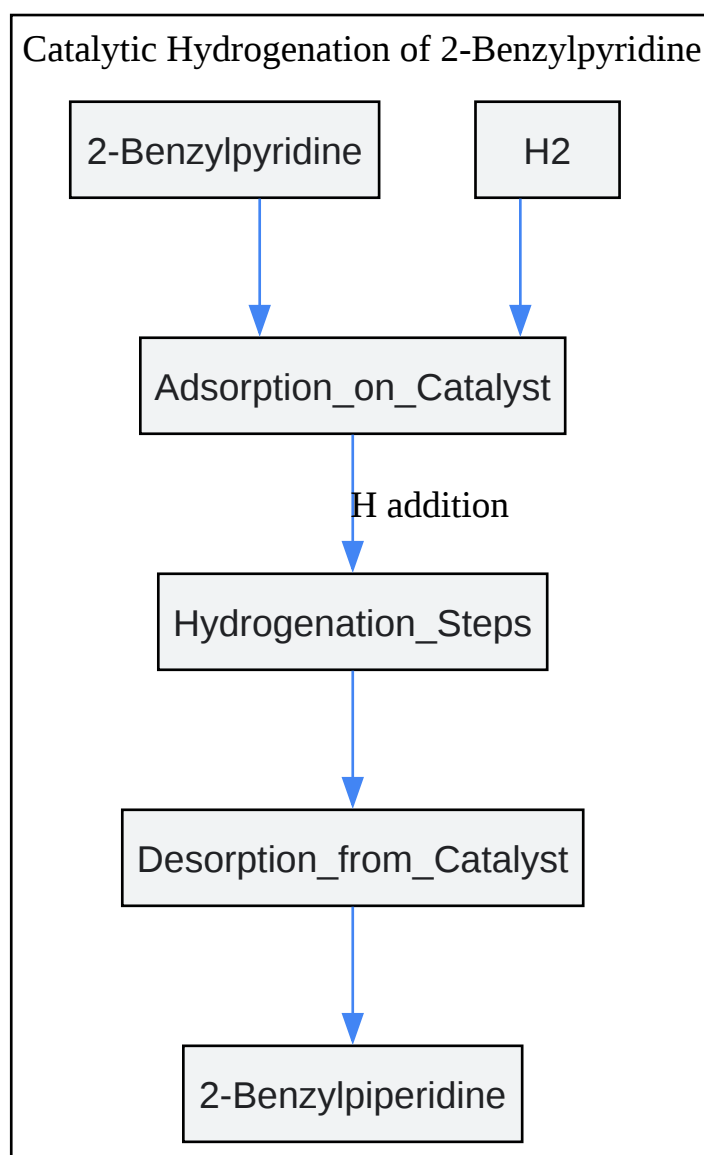 Catalytic Hydrogenation of 2-Benzylpyridine
2-Benzylpyridine
H2
Adsorption_on_Catalyst
H addition
Hydrogenation_Steps
Desorption_from_Catalyst
2-Benzylpiperidine